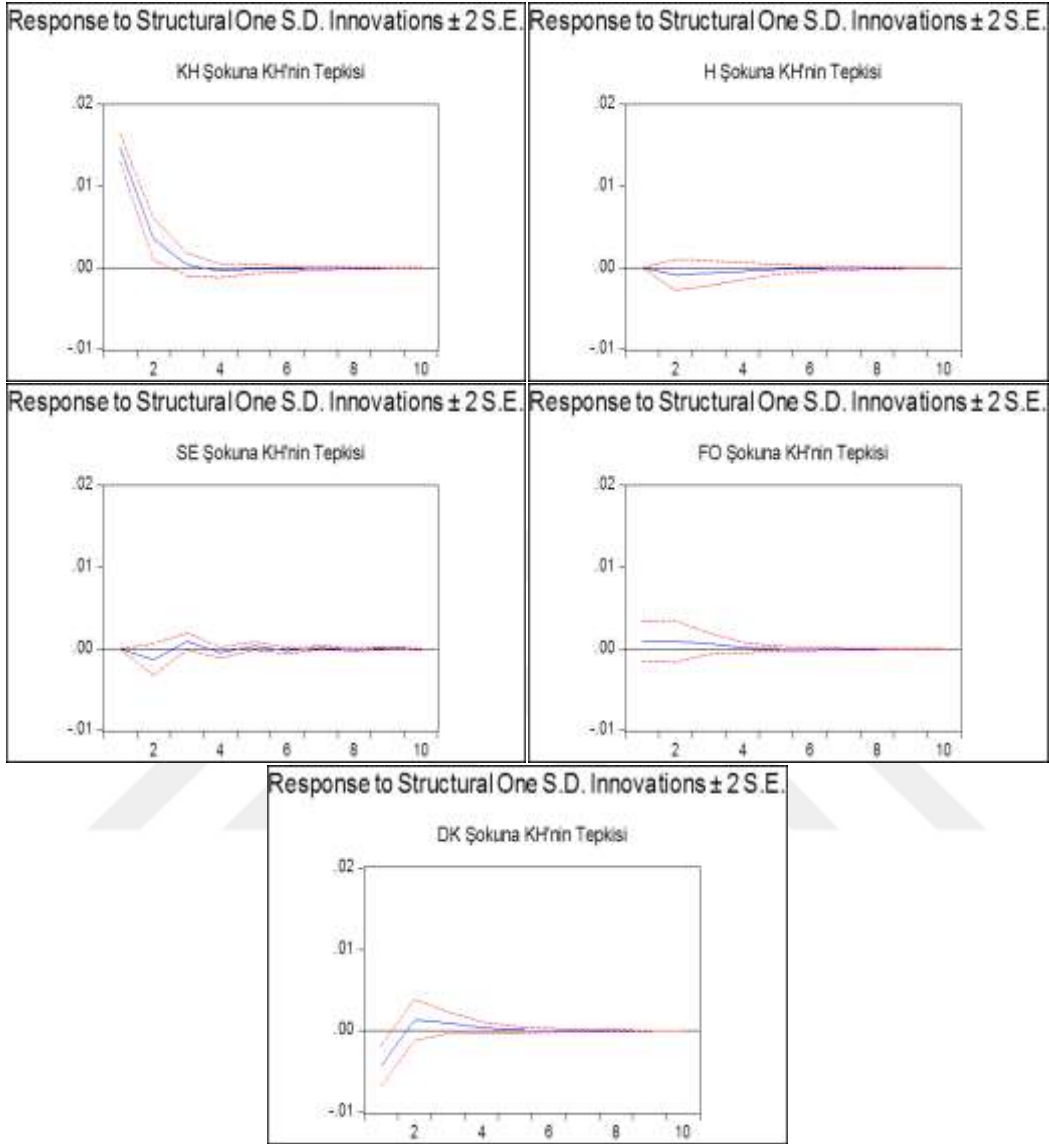 Response to Structural One S.D. Innovations ± 2 S.E.
KH Şokuna KH'nin Tepkisi
.02
.01
.00
-.01
2 4 6 8 10
Response to Structural One S.D. Innovations ± 2 S.E.
H Şokuna KH'nin Tepkisi
.02
.01
.00
-.01
2 4 6 8 10
Response to Structural One S.D. Innovations ± 2 S.E.
SE Şokuna KH'nin Tepkisi
.02
.01
.00
-.01
2 4 6 8 10
Response to Structural One S.D. Innovations ± 2 S.E.
FO Şokuna KH'nin Tepkisi
.02
.01
.00
-.01
2 4 6 8 10
Response to Structural One S.D. Innovations ± 2 S.E.
DK Şokuna KH'nin Tepkisi
.02
.01
.00
-.01
2 4 6 8 10